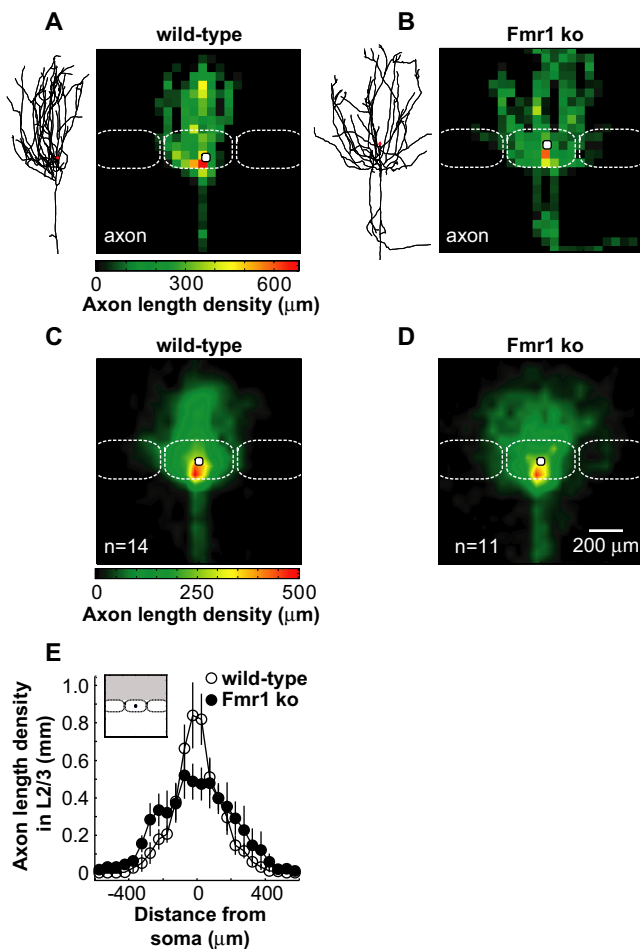 A
wild-type
B
Fmr1 ko
axon
axon
0 300 600
Axon length density (μm)
C
wild-type
D
Fmr1 ko
n=14
n=11
200 μm
0 250 500
Axon length density (μm)
E
wild-type
Fmr1 ko
1.0
0.8
0.6
0.4
0.2
0
Axon length density
in L2/3 (mm)
-400 0 400
Distance from
soma (μm)